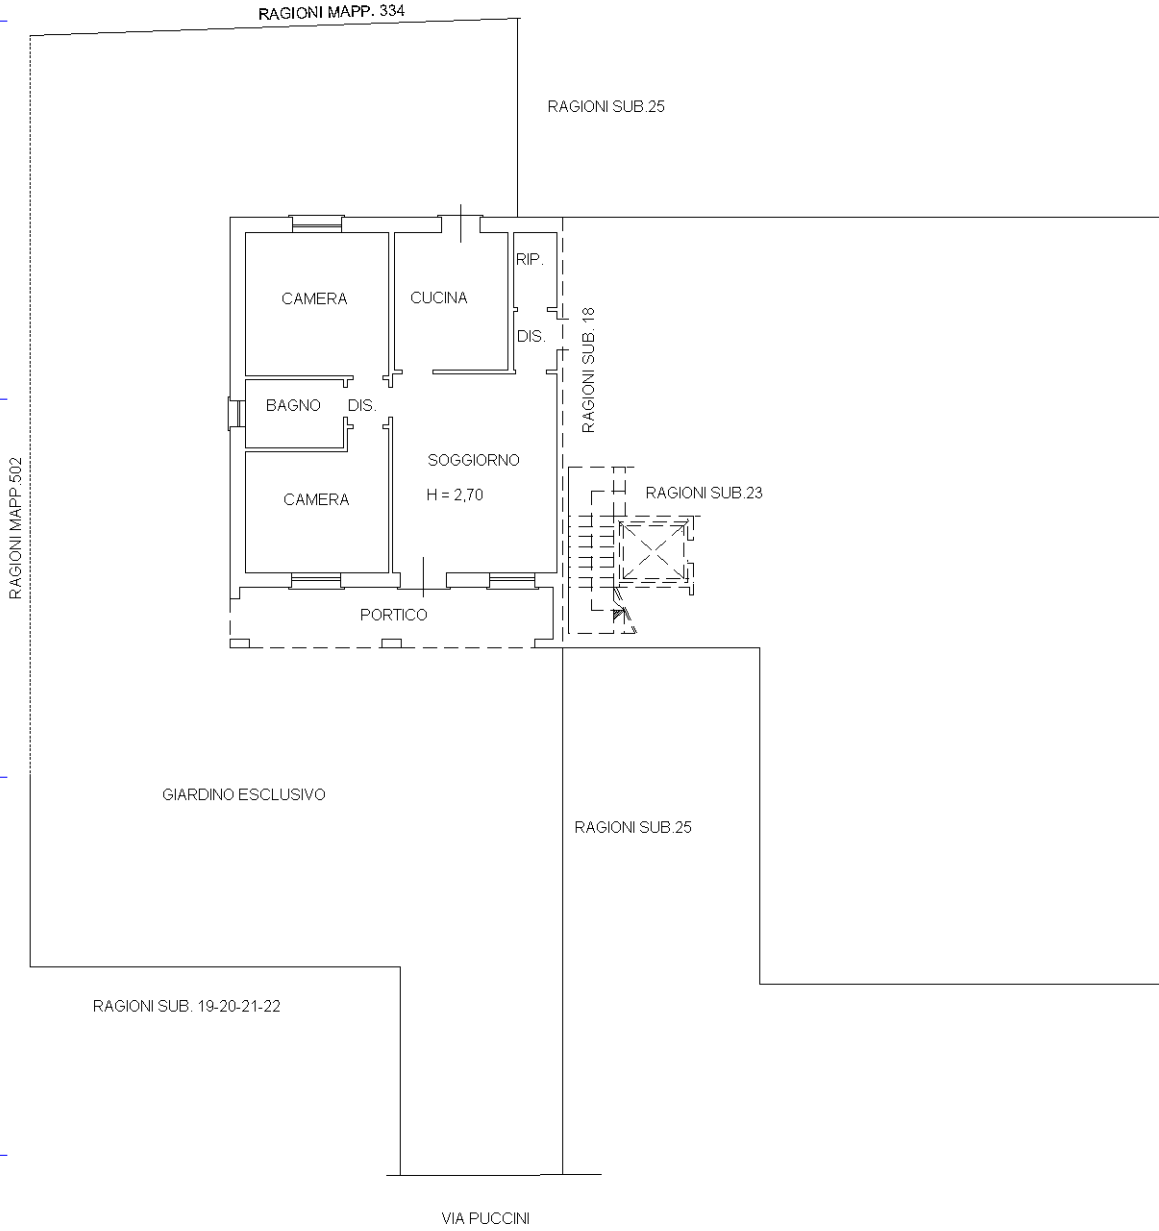 RAGIONI MAPP. 334
RAGIONI SUB.25
RIP.
CAMERA
CUCINA
DIS.
RAGIONI SUB. 18
BAGNO
DIS.
SOGGIORNO
H = 2,70
CAMERA
RAGIONI SUB.23
RAGIONI MAPP.502
PORTICO
GIARDINO ESCLUSIVO
RAGIONI SUB.25
RAGIONI SUB. 19-20-21-22
VIA PUCCINI